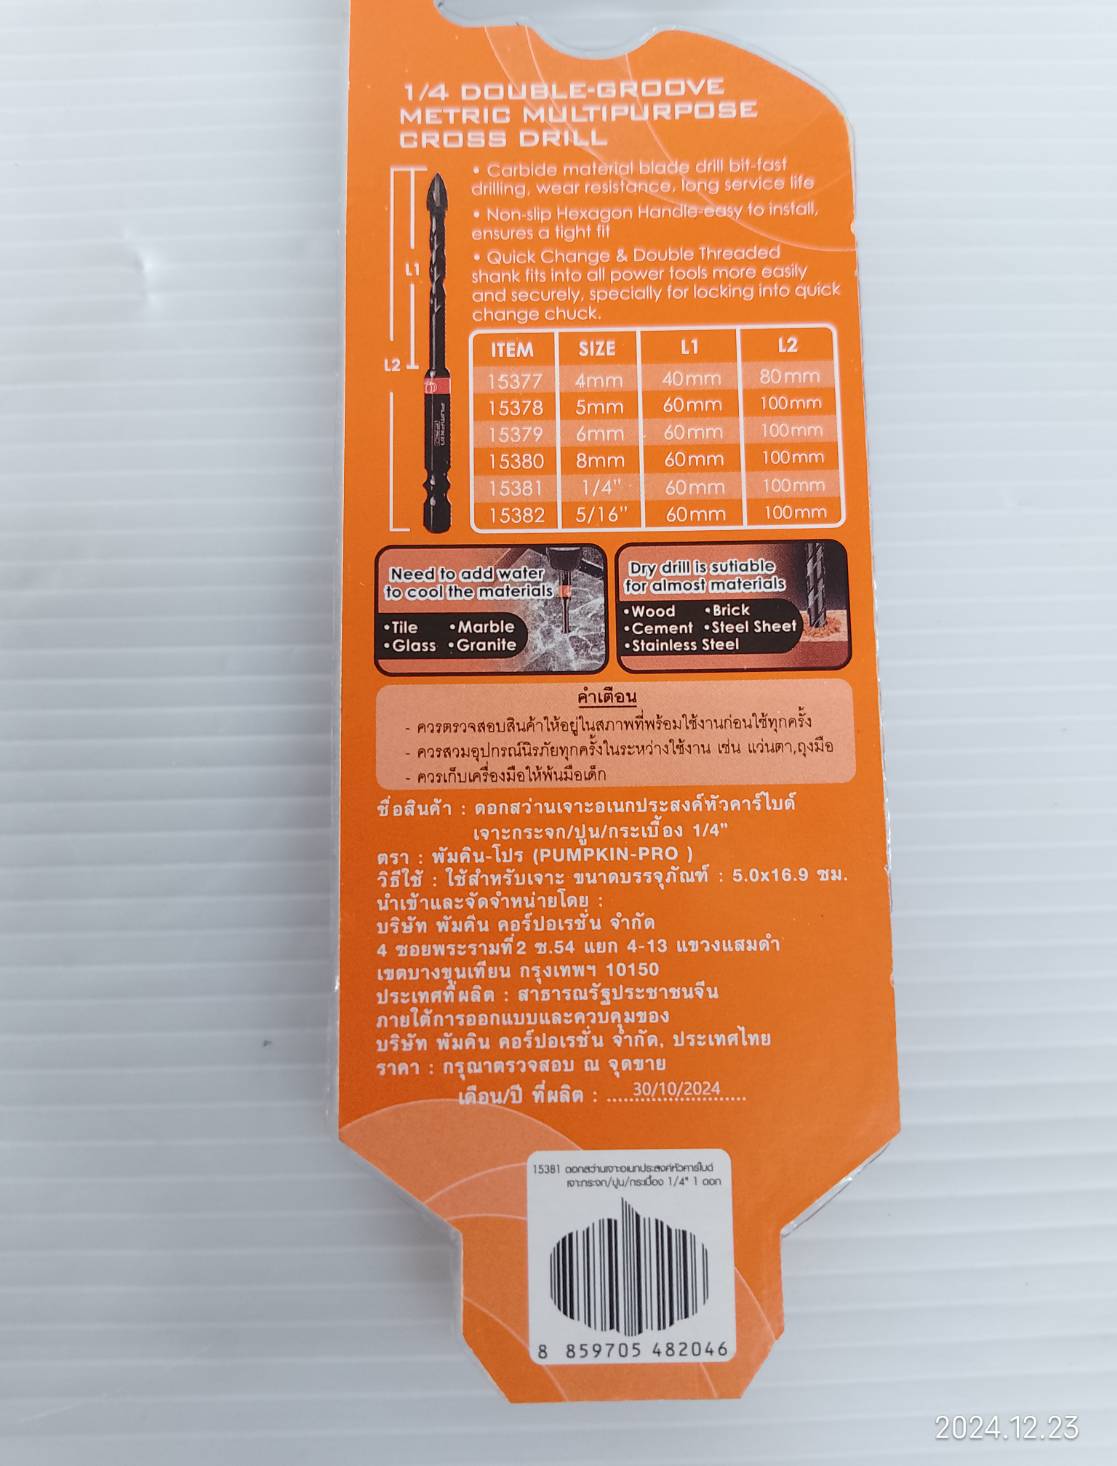 1/4 DOUBLE-GROOVE
METRIC MULTIPURPOSE
CROSS DRILL
• Carbide material blade drill bit-fast
drilling, wear resistance, long service life
• Non-slip Hexagon Handle-easy to install,
ensures a tight fit
• Quick Change & Double Threaded
shank fits into all power tools more easily
and securely, specially for locking into quick
change chuck.
L1
L2
ITEM SIZE L1 L2
15377 4mm 40mm 80mm
15378 5mm 60mm 100mm
15379 6mm 60mm 100mm
15380 8mm 60mm 100mm
15381 1/4" 60mm 100mm
15382 5/16" 60mm 100mm
Need to add water
to cool the materials
•Tile •Marble
•Glass •Granite
Dry drill is sutiable
for almost materials
•Wood •Brick
•Cement •Steel Sheet
•Stainless Steel
คำเตือน
- ควรตรวจสอบสินค้าให้อยู่ในสภาพที่พร้อมใช้งานก่อนใช้ทุกครั้ง
- ควรสวมอุปกรณ์นิรภัยทุกครั้งในระหว่างใช้งาน เช่น แว่นตา,ถุงมือ
- ควรเก็บเครื่องมือให้พ้นมือเด็ก
ชื่อสินค้า : ดอกสว่านเจาะอเนกประสงค์หัวคาร์ไบด์
เจาะกระจก/ปูน/กระเบื้อง 1/4"
ตรา : พัมคิน-โปร (PUMPKIN-PRO )
วิธีใช้ : ใช้สำหรับเจาะ ขนาดบรรจุภัณฑ์ : 5.0x16.9 ซม.
นำเข้าและจัดจำหน่ายโดย :
บริษัท พัมคิน คอร์ปอเรชั่น จำกัด
4 ซอยพระรามที่2 ซ.54 แยก 4-13 แขวงแสมดำ
เขตบางขุนเทียน กรุงเทพฯ 10150
ประเทศที่ผลิต : สาธารณรัฐประชาชนจีน
ภายใต้การออกแบบและควบคุมของ
บริษัท พัมคิน คอร์ปอเรชั่น จำกัด, ประเทศไทย
ราคา : กรุณาตรวจสอบ ณ จุดขาย
เดือน/ปี ที่ผลิต : ......30/10/2024......
15381 ดอกสว่านเจาะอเนกประสงค์หัวคาร์ไบด์
เจาะกระจก/ปูน/กระเบื้อง 1/4" 1 ดอก
8 859705 482046
2024.12.23